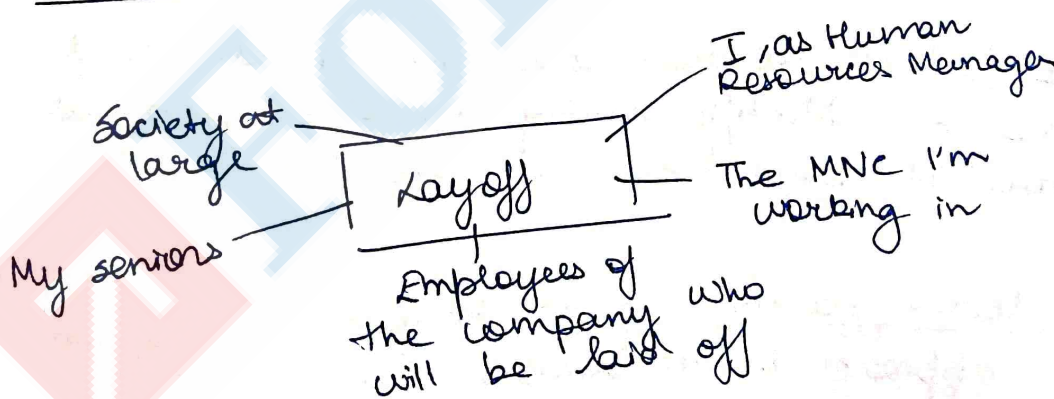 I, as Human
Resources Manager
Society at
large
Layoff
The MNC I'm
working in
My seniors
Employees of
the company who
will be laid off